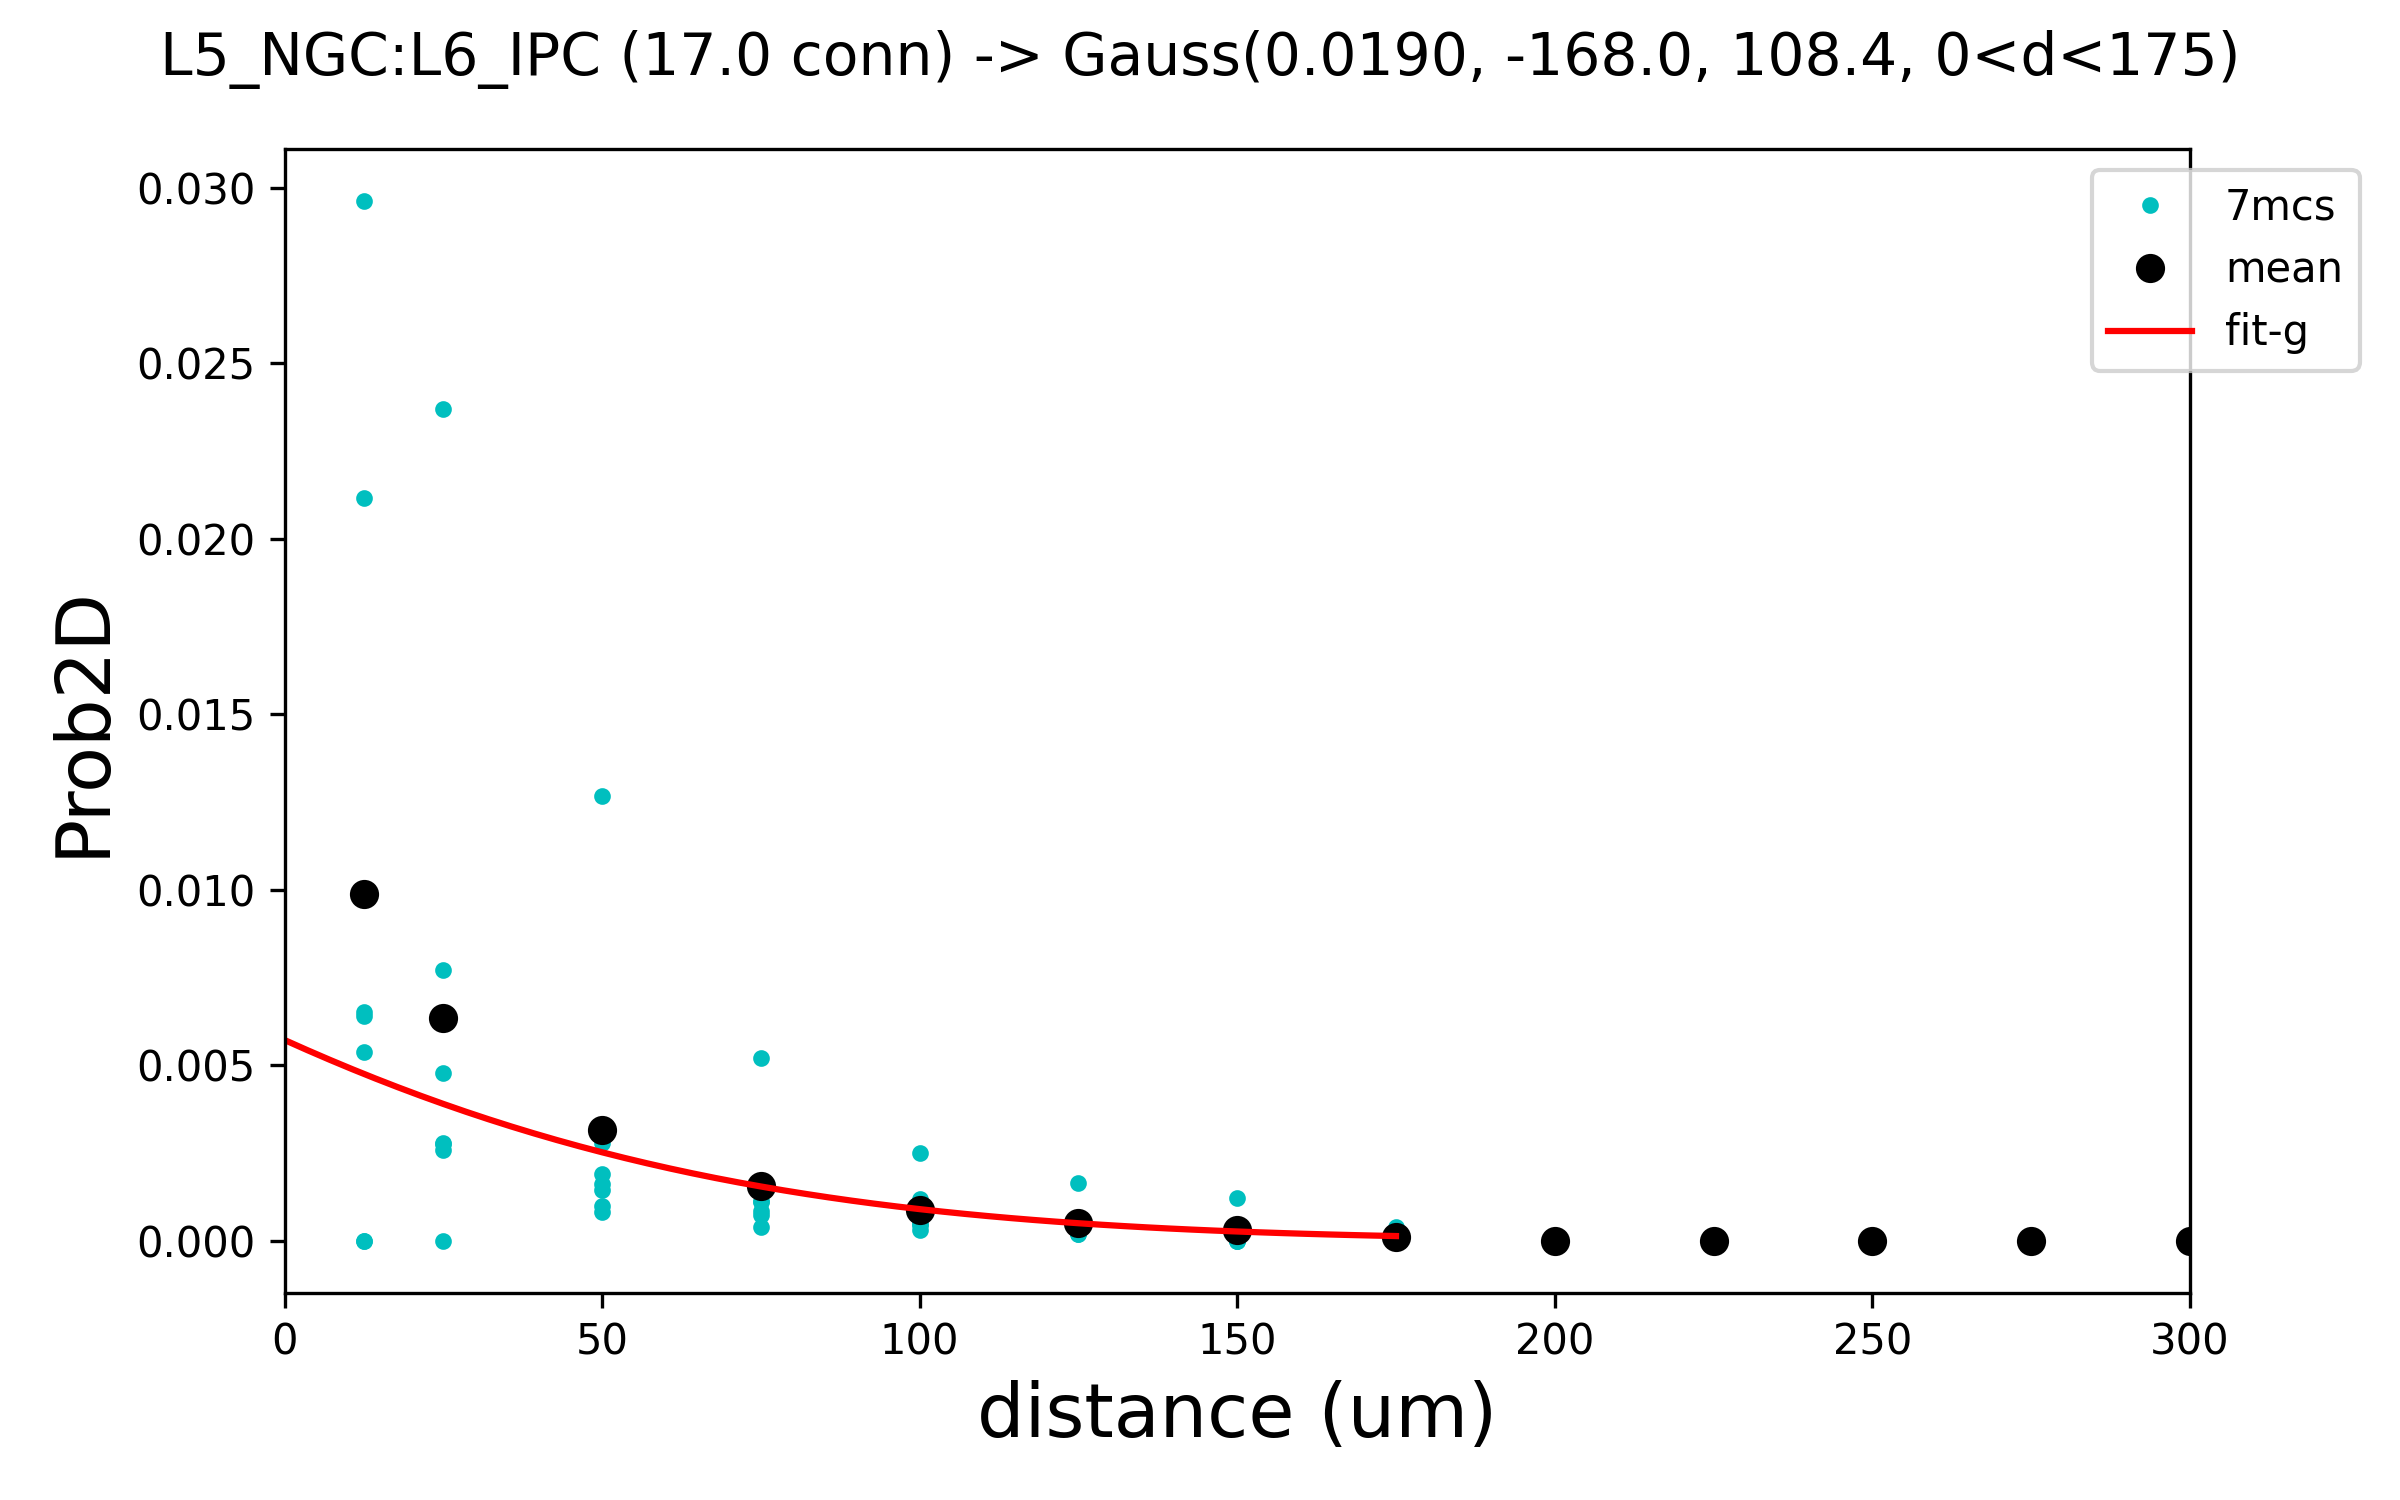 L5_NGC:L6_IPC (17.0 conn) -> Gauss(0.0190, -168.0, 108.4, 0<d<175)
7mcs
mean
fit-g
Prob2D
0.030
0.025
0.020
0.015
0.010
0.005
0.000
0 50 100 150 200 250 300
distance (um)